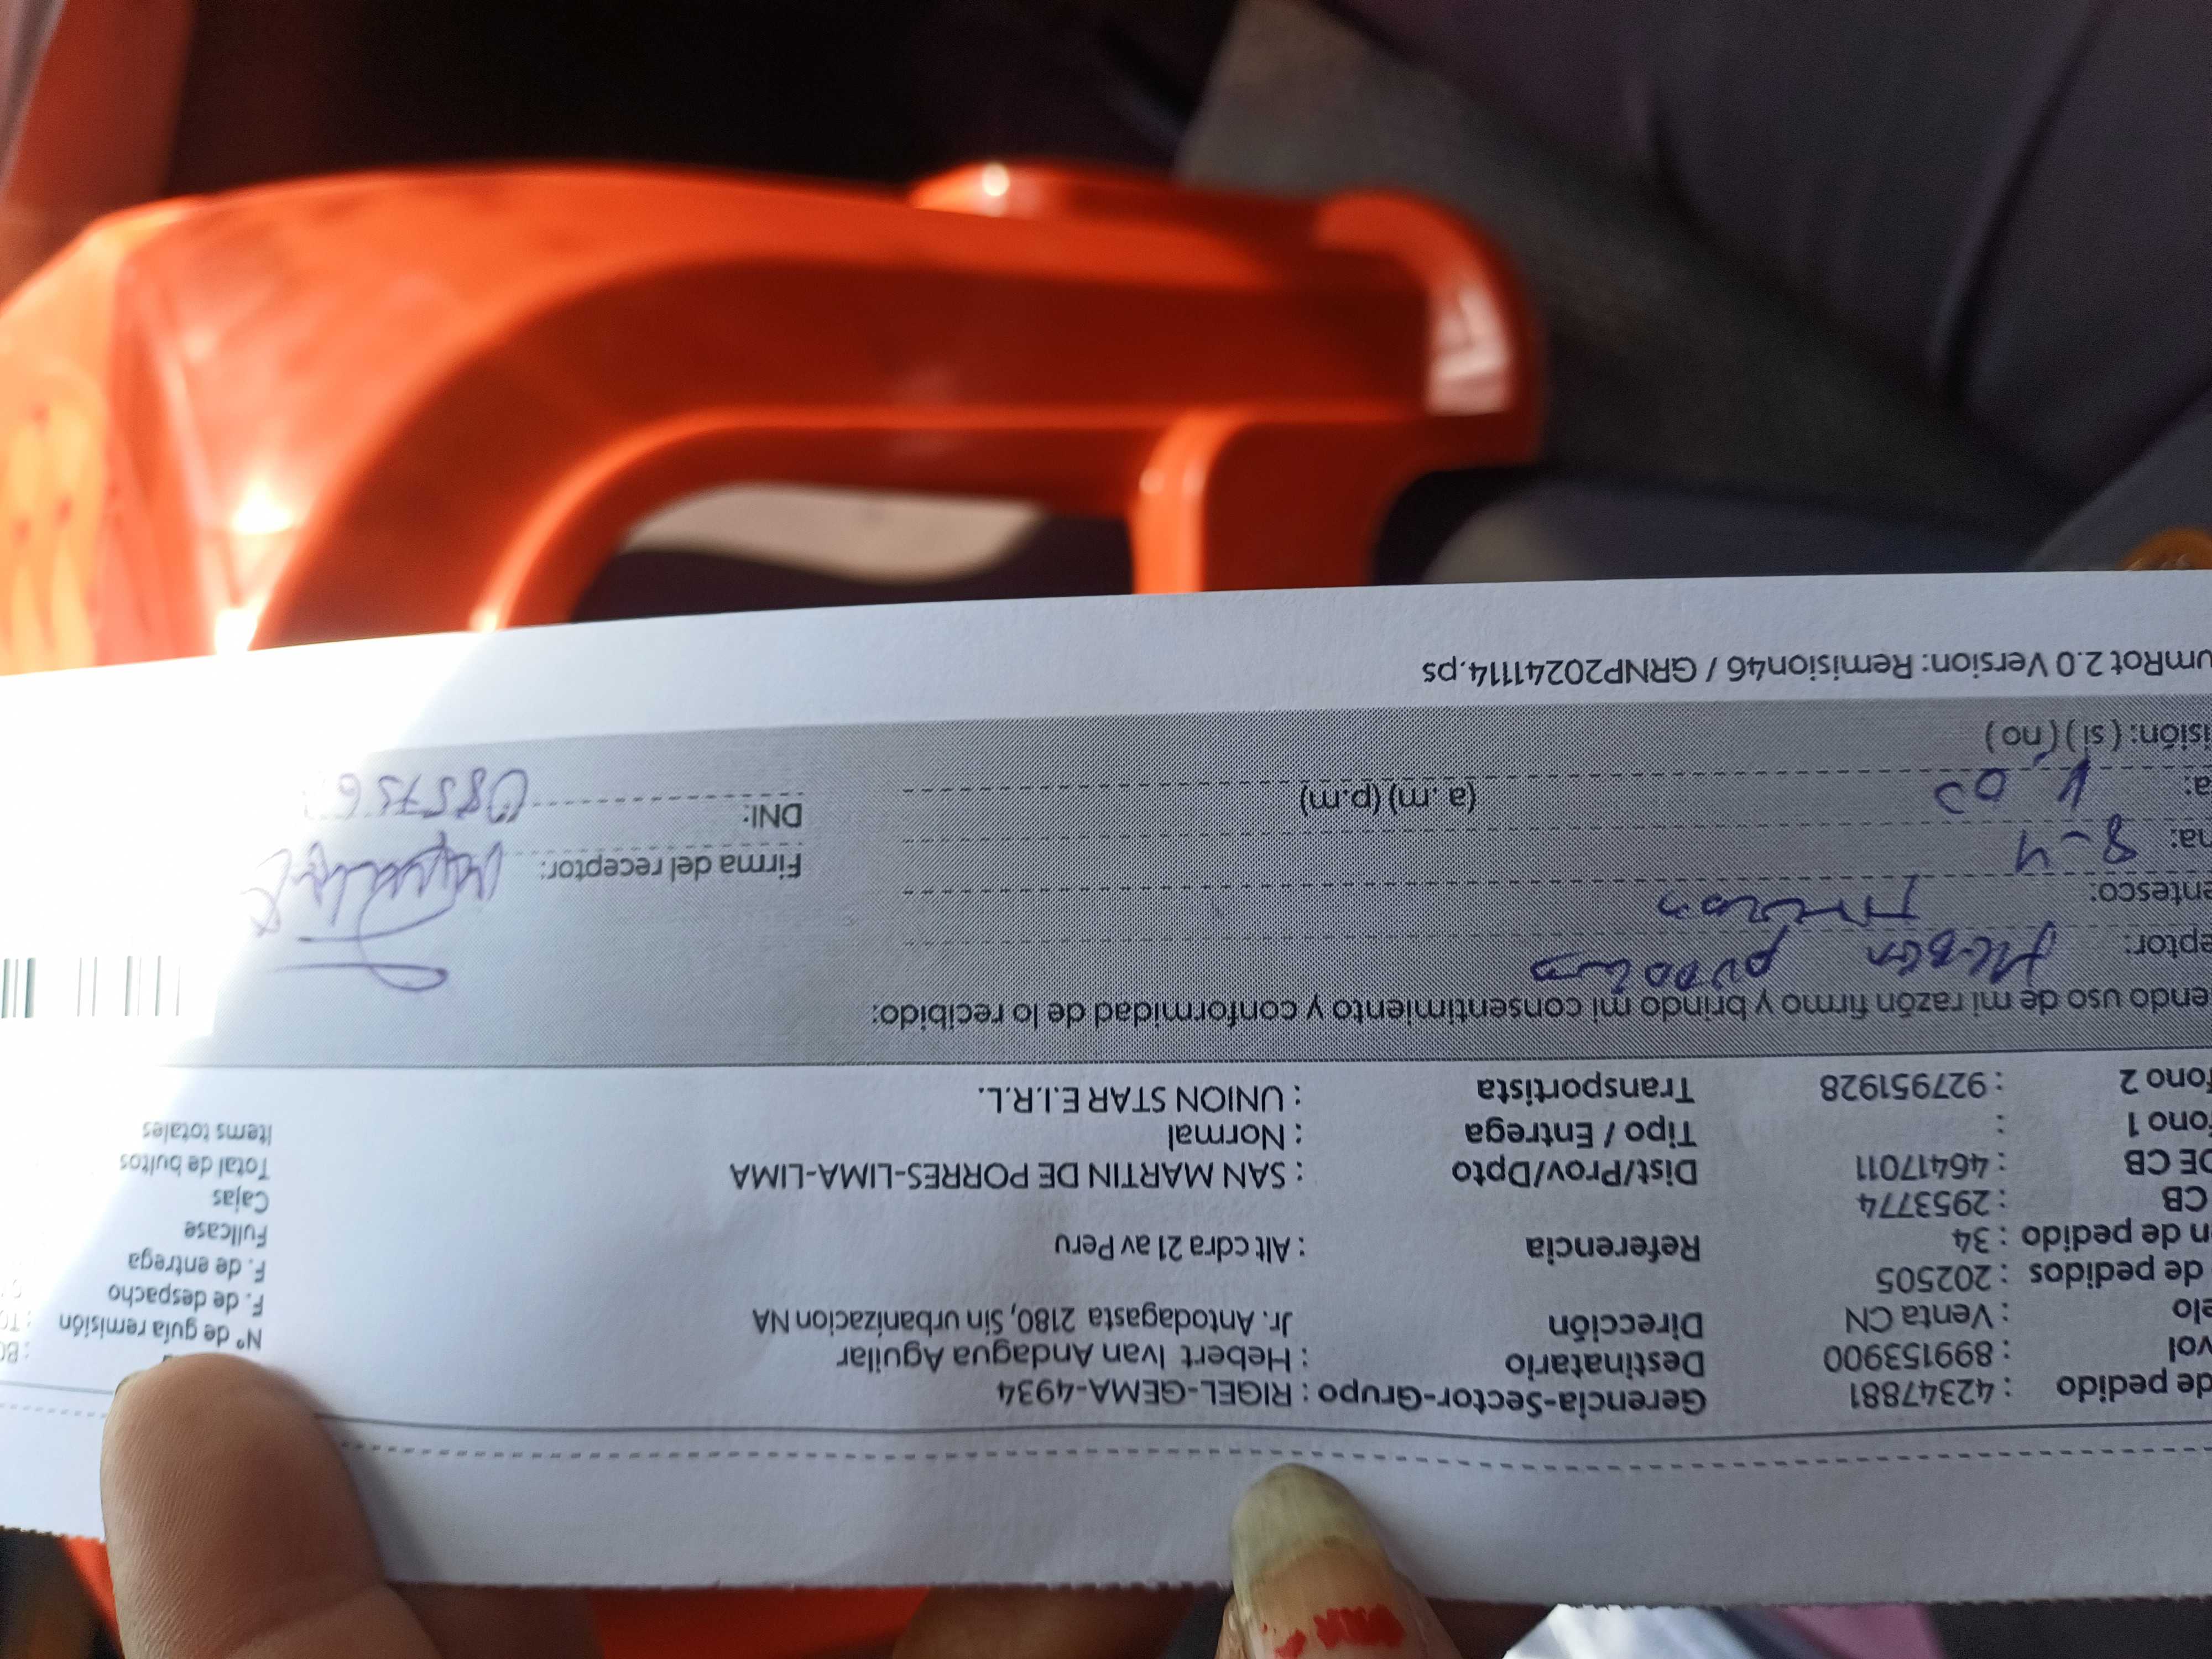 de pedido : 42347881 Gerencia-Sector-Grupo : RIGEL-GEMA-4934
vol : 899153900 Destinatario : Hebert Ivan Andagua Aguilar
elo : Venta CN Dirección Jr. Antodagasta 2180, Sin urbanizacion NA
de pedidos : 202505
n de pedido : 34 Referencia : Alt cdra 21 av Peru
CB : 2953774
DE CB : 46417011 Dist/Prov/Dpto : SAN MARTIN DE PORRES-LIMA-LIMA
fono 1 : Tipo / Entrega : Normal
fono 2 : 927951928 Transportista : UNION STAR E.I.R.L.
Nº de guía remisión
F. de despacho
F. de entrega
Fullcase
Cajas
Total de bultos
Items totales
endo uso de mi razón firmo y brindo mi consentimiento y conformidad de lo recibido:
eptor:
entesco:
ha: 8-4
a: (a. m) (p.m)
isión: (si) (no)
Firma del receptor:
DNI:
umRot 2.0 Version: Remision46 / GRNP20241114.ps